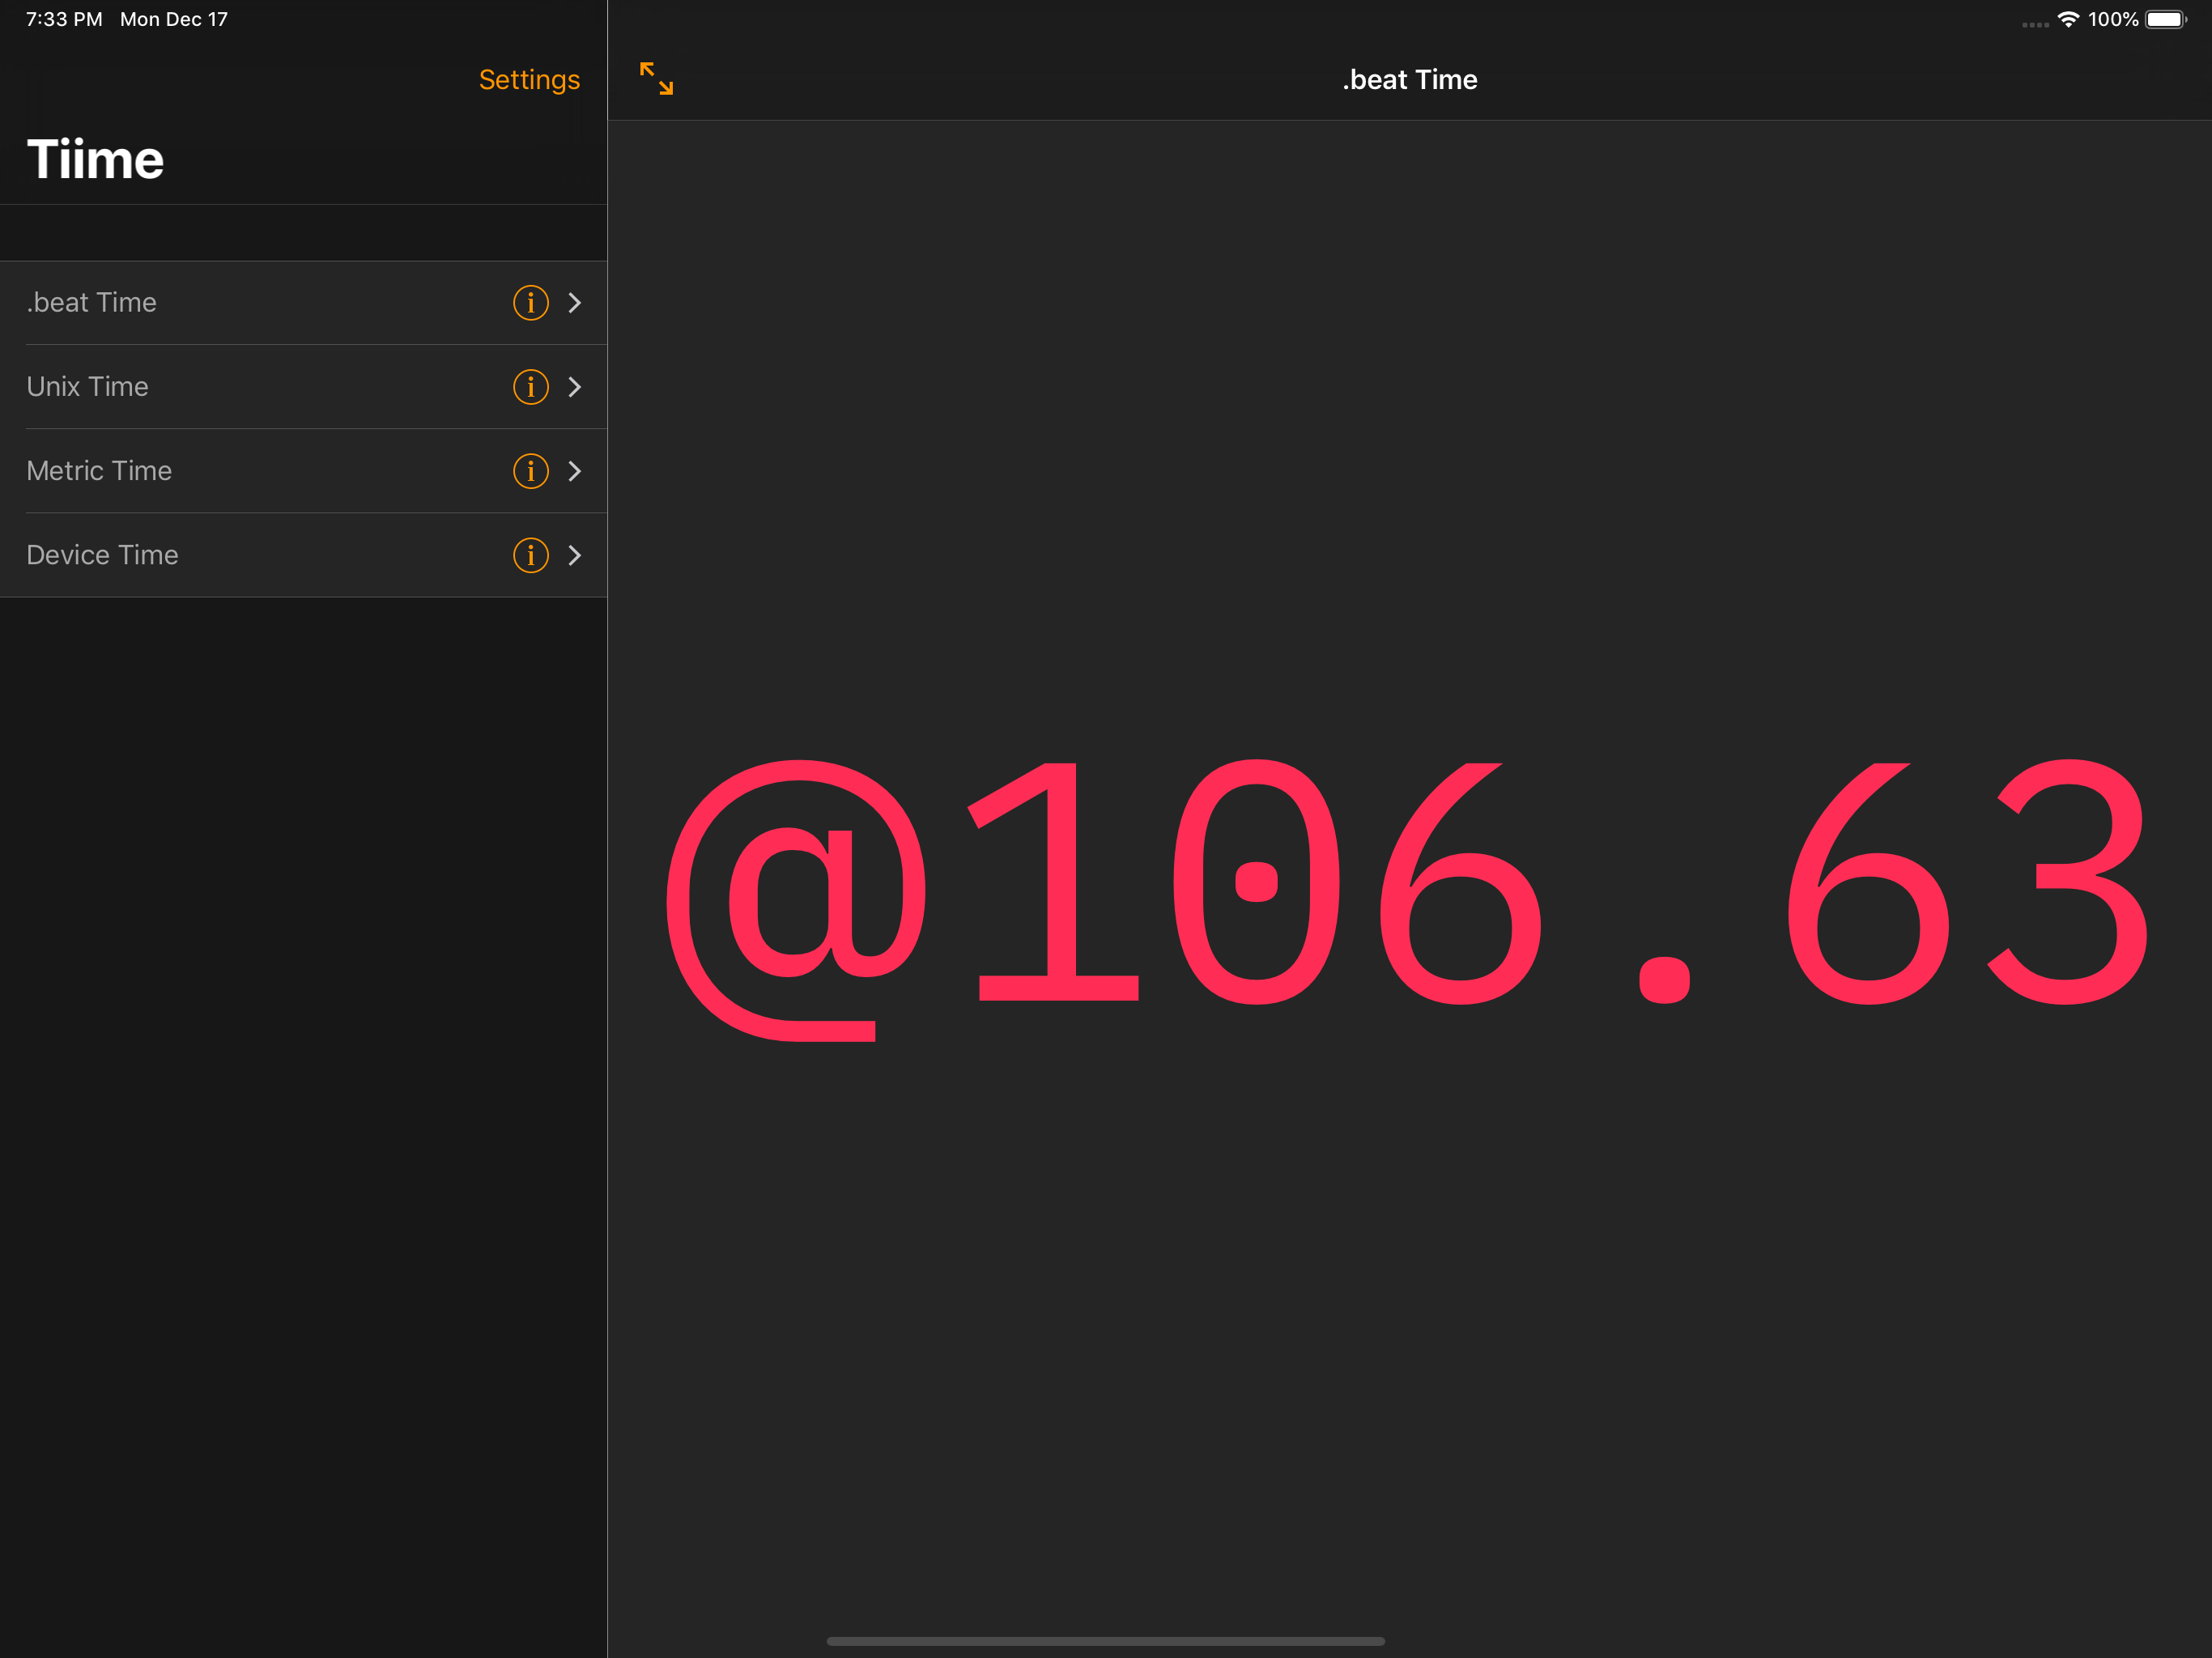 7:33 PM Mon Dec 17
100%
Settings
Tiime
.beat Time
Unix Time
Metric Time
Device Time
.beat Time
@106.63